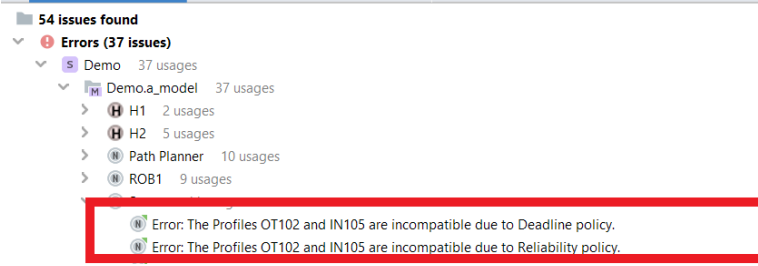 54 issues found
Errors (37 issues)
S Demo 37 usages
M Demo.a_model 37 usages
H H1 2 usages
H H2 5 usages
N Path Planner 10 usages
N ROB1 9 usages
N Error: The Profiles OT102 and IN105 are incompatible due to Deadline policy.
N Error: The Profiles OT102 and IN105 are incompatible due to Reliability policy.